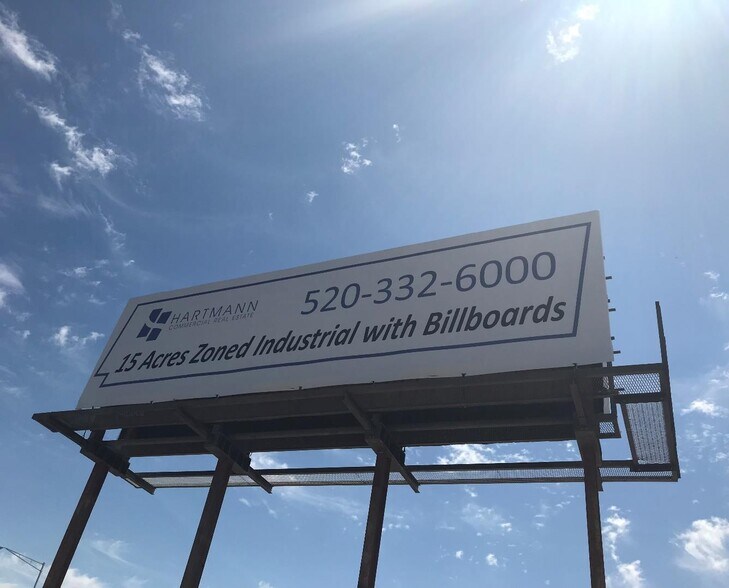 HARTMANN
COMMERCIAL REAL ESTATE
520-332-6000
15 Acres Zoned Industrial with Billboards